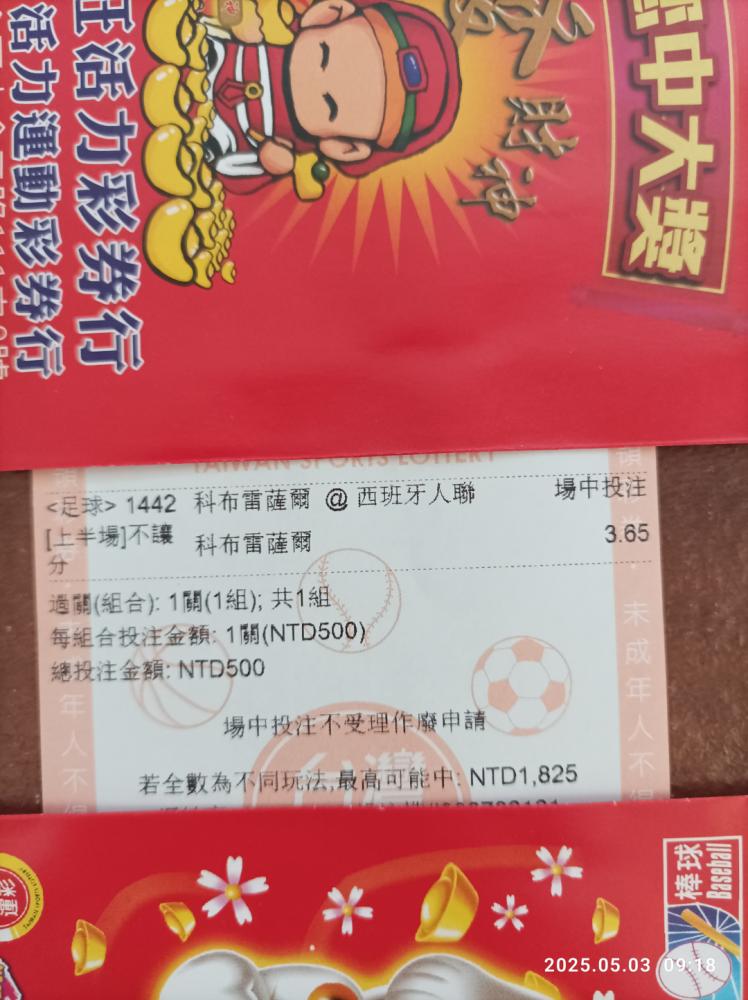 中大獎
財神
旺活力彩券行
活力運動彩券行
TAIWAN SPORTS LOTTERY
<足球> 1442 科布雷薩爾 @ 西班牙人聯 場中投注
[上半場]不讓分 科布雷薩爾 3.65
過關(組合): 1關(1組); 共1組
每組合投注金額: 1關(NTD500)
總投注金額: NTD500
場中投注不受理作廢申請
若全數為不同玩法,最高可能中: NTD1,825
未成年人不得
年人不得
台灣
棒球
Baseball
2025.05.03 09:18